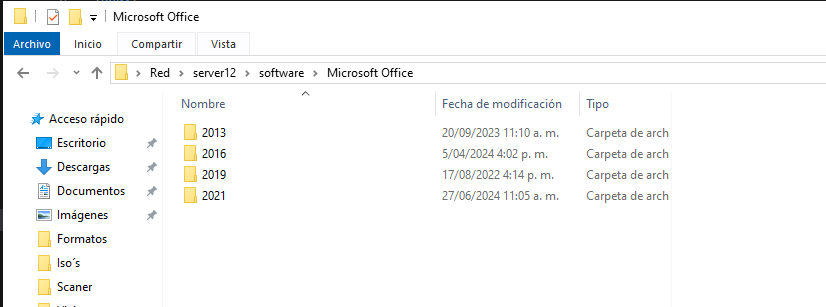 Microsoft Office
Archivo Inicio Compartir Vista
Red server12 software Microsoft Office
Nombre Fecha de modificación Tipo
Acceso rápido
Escritorio
Descargas
Documentos
Imágenes
Formatos
Iso´s
Scaner
2013 20/09/2023 11:10 a. m. Carpeta de arch
2016 5/04/2024 4:02 p. m. Carpeta de arch
2019 17/08/2022 4:14 p. m. Carpeta de arch
2021 27/06/2024 11:05 a. m. Carpeta de arch